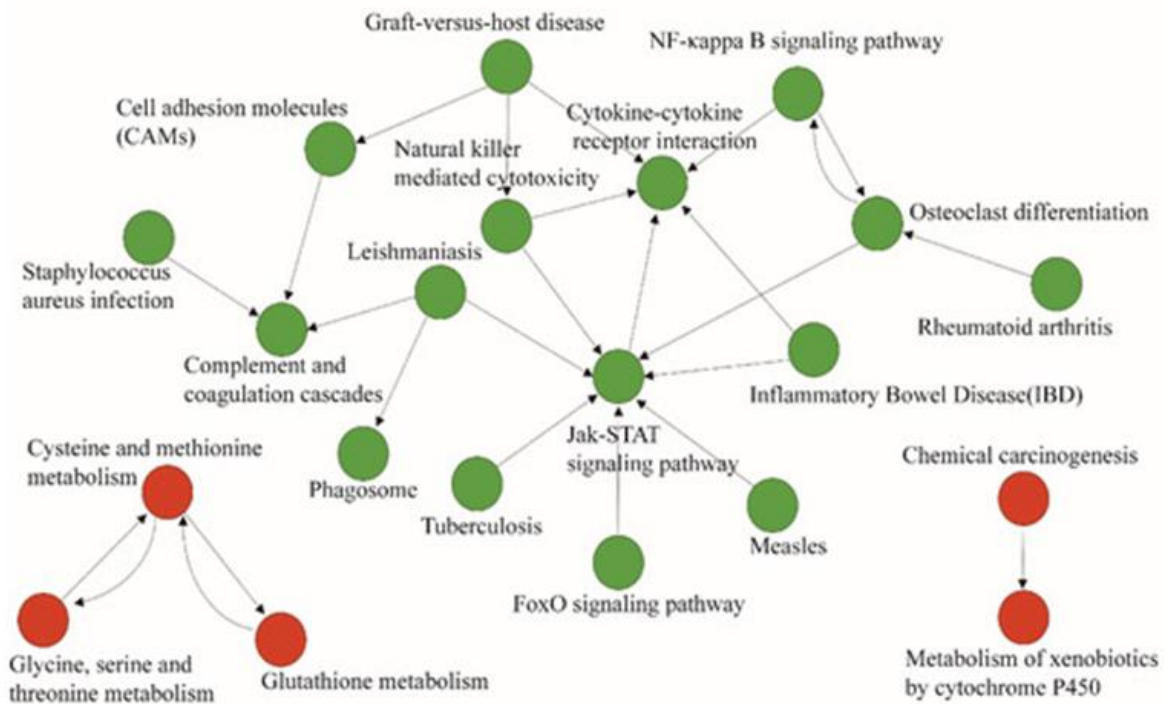 Graft-versus-host disease
NF-κappa B signaling pathway
Cell adhesion molecules
(CAMs)
Cytokine-cytokine
receptor interaction
Natural killer
mediated cytotoxicity
Osteoclast differentiation
Leishmaniasis
Staphylococcus
aureus infection
Rheumatoid arthritis
Complement and
coagulation cascades
Inflammatory Bowel Disease(IBD)
Jak-STAT
signaling pathway
Cysteine and methionine
metabolism
Chemical carcinogenesis
Phagosome
Tuberculosis
Measles
FoxO signaling pathway
Glycine, serine and
threonine metabolism
Glutathione metabolism
Metabolism of xenobiotics
by cytochrome P450